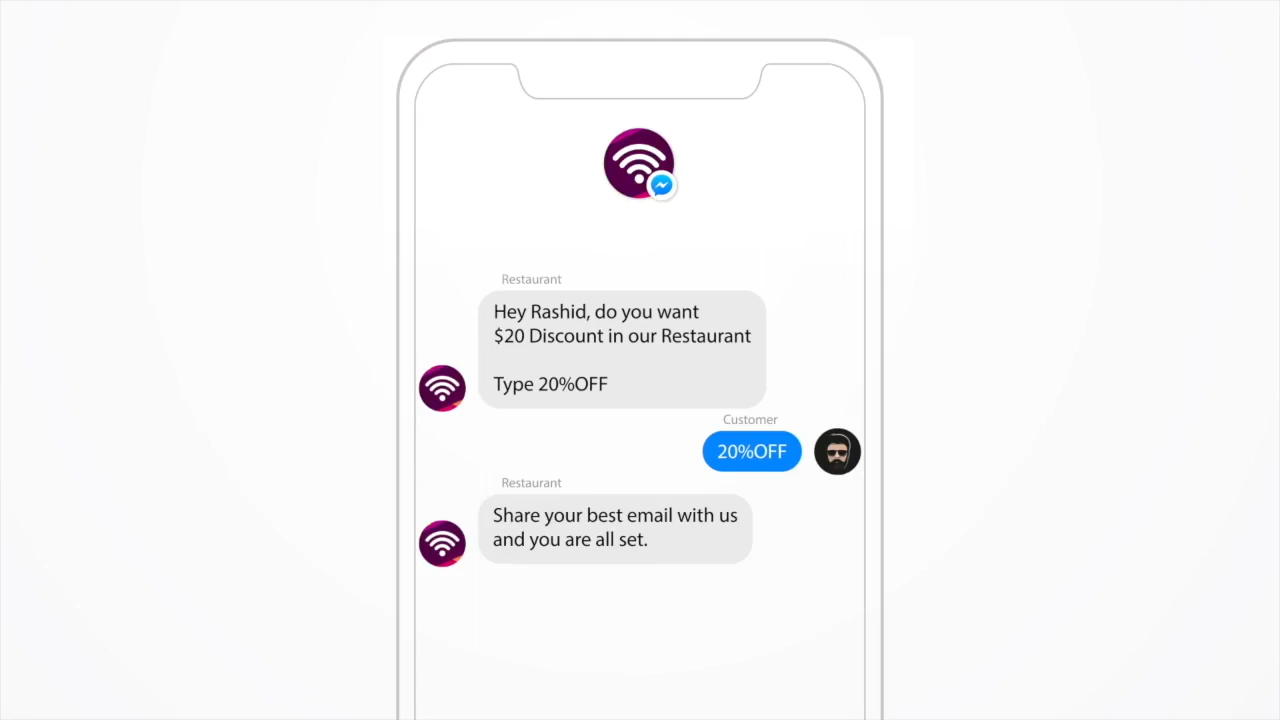 Restaurant
Hey Rashid, do you want
$20 Discount in our Restaurant
Type 20%OFF
Customer
20%OFF
Restaurant
Share your best email with us
and you are all set.